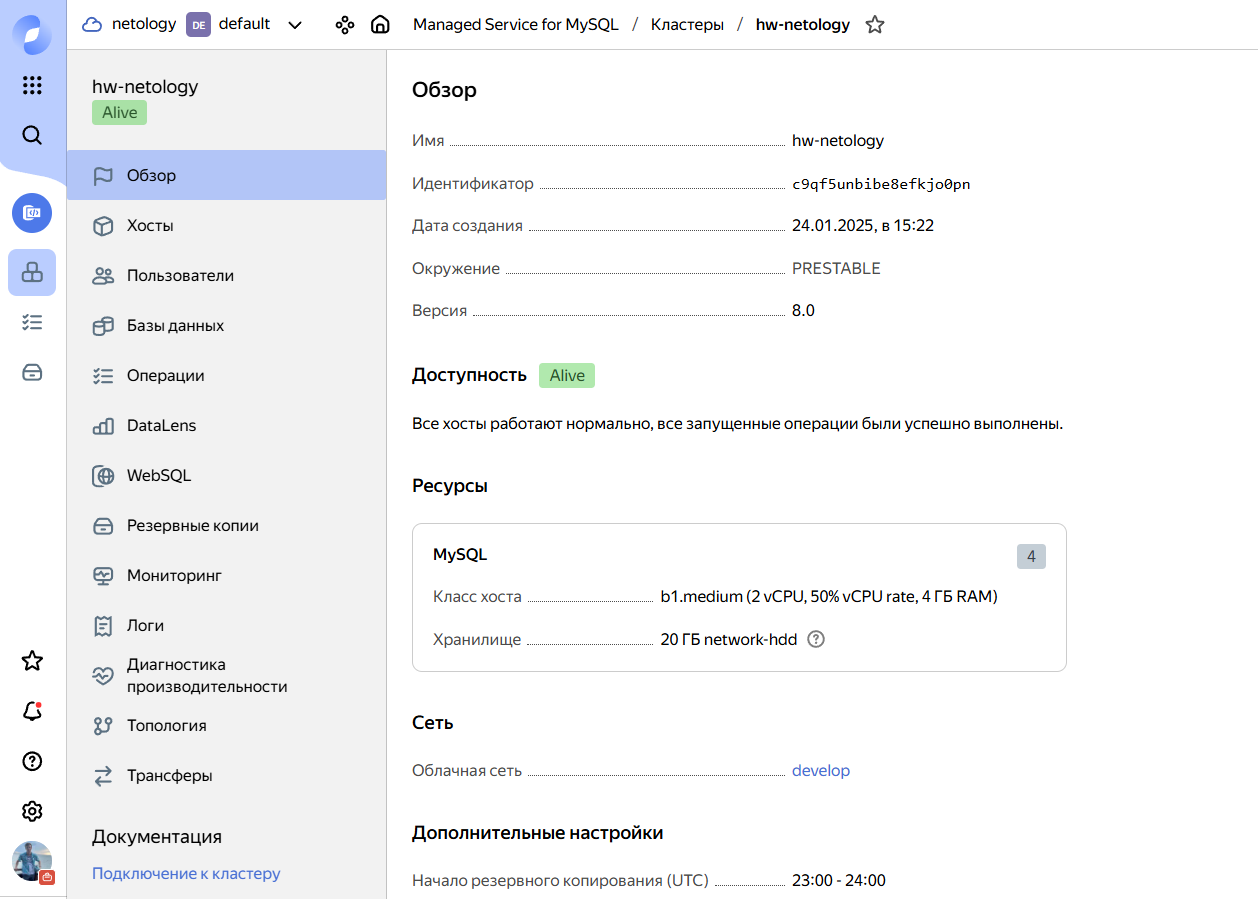 netology DE default Managed Service for MySQL / Кластеры / hw-netology
hw-netology
Alive
Обзор
Хосты
Пользователи
Базы данных
Операции
DataLens
WebSQL
Резервные копии
Мониторинг
Логи
Диагностика
производительности
Топология
Трансферы
Документация
Подключение к кластеру
Обзор
Имя hw-netology
Идентификатор c9qf5unbibe8efkjo0pn
Дата создания 24.01.2025, в 15:22
Окружение PRESTABLE
Версия 8.0
Доступность Alive
Все хосты работают нормально, все запущенные операции были успешно выполнены.
Ресурсы
MySQL 4
Класс хоста b1.medium (2 vCPU, 50% vCPU rate, 4 ГБ RAM)
Хранилище 20 ГБ network-hdd
Сеть
Облачная сеть develop
Дополнительные настройки
Начало резервного копирования (UTC) 23:00 - 24:00